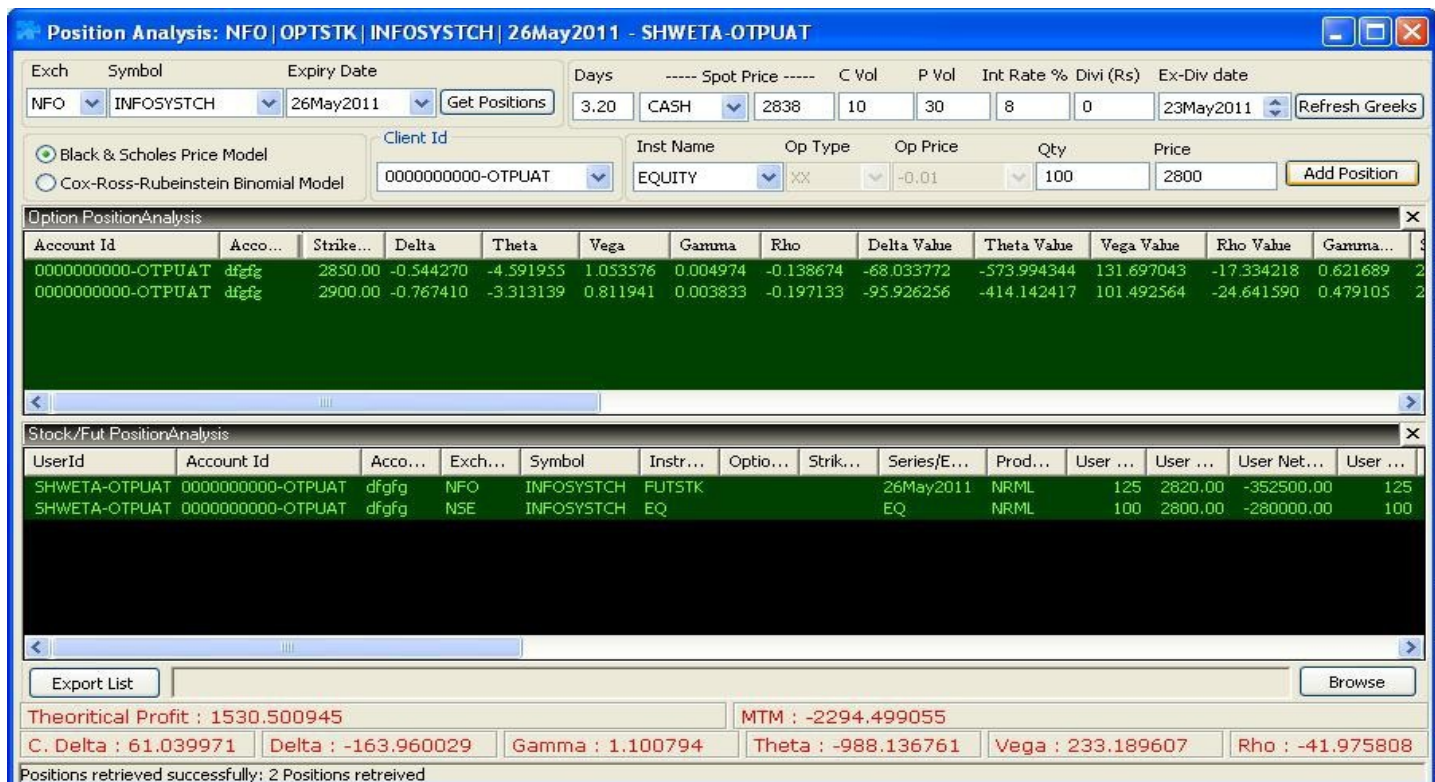 Position Analysis: NFO|OPTSTK|INFOSYSTCH|26May2011 - SHWETA-OTPUAT
Exch Symbol Expiry Date Days ----- Spot Price ----- C Vol P Vol Int Rate % Divi (Rs) Ex-Div date
NFO INFOSYSTCH 26May2011 Get Positions 3.20 CASH 2838 10 30 8 0 23May2011 Refresh Greeks
Client Id Inst Name Op Type Op Price Qty Price
Black & Scholes Price Model
Cox-Ross-Rubeinstein Binomial Model
0000000000-OTPUAT EQUITY XX -0.01 100 2800 Add Position
Option PositionAnalysis
Account Id Acco... Strike... Delta Theta Vega Gamma Rho Delta Value Theta Value Vega Value Rho Value Gamma...
0000000000-OTPUAT dfgfg 2850.00 -0.544270 -4.591955 1.053576 0.004974 -0.138674 -68.033772 -573.994344 131.697043 -17.334218 0.621689 2
0000000000-OTPUAT dfgfg 2900.00 -0.767410 -3.313139 0.811941 0.003833 -0.197133 -95.926256 -414.142417 101.492564 -24.641590 0.479105 2
Stock/Fut PositionAnalysis
UserId Account Id Acco... Exch... Symbol Instr... Optio... Strik... Series/E... Prod... User ... User ... User Net... User ...
SHWETA-OTPUAT 0000000000-OTPUAT dfgfg NFO INFOSYSTCH FUTSTK 26May2011 NRML 125 2820.00 -352500.00 125
SHWETA-OTPUAT 0000000000-OTPUAT dfgfg NSE INFOSYSTCH EQ EQ NRML 100 2800.00 -280000.00 100
Export List Browse
Theoritical Profit : 1530.500945 MTM : -2294.499055
C. Delta : 61.039971 Delta : -163.960029 Gamma : 1.100794 Theta : -988.136761 Vega : 233.189607 Rho : -41.975808
Positions retrieved successfully: 2 Positions retreived